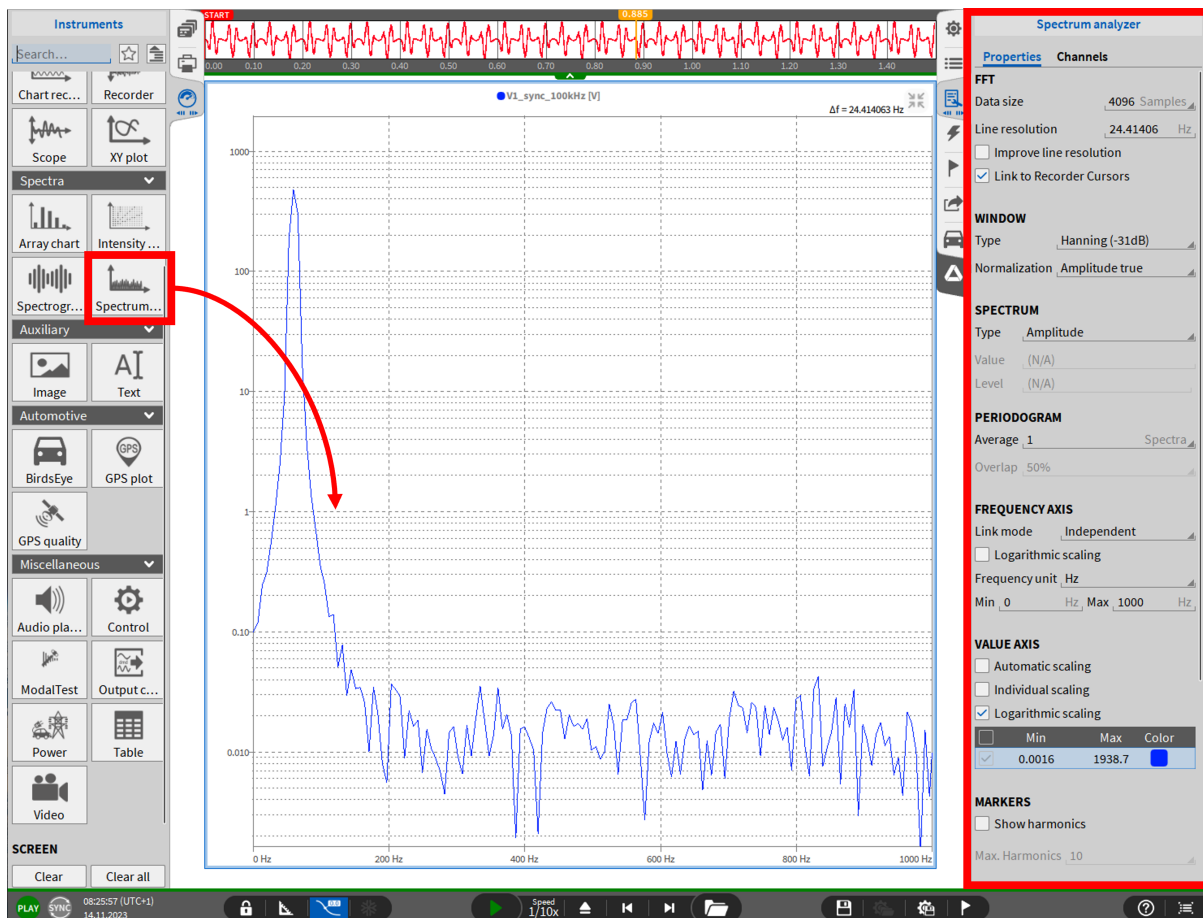 Instruments
Search...
Chart rec...
Recorder
Scope
XY plot
Spectra
Array chart
Intensity ...
Spectrogr...
Spectrum...
Auxiliary
Image
Text
Automotive
BirdsEye
GPS
GPS plot
GPS quality
Miscellaneous
Audio pla...
Control
ModalTest
Output c...
Power
Table
Video
SCREEN
Clear
Clear all
START
0.885
0.00 0.10 0.20 0.30 0.40 0.50 0.60 0.70 0.80 0.90 1.00 1.10 1.20 1.30 1.40
V1_sync_100kHz [V]
Δf = 24.414063 Hz
1000
100
10
1
0.10
0.010
0 Hz 200 Hz 400 Hz 600 Hz 800 Hz 1000 Hz
Spectrum analyzer
Properties Channels
FFT
Data size 4096 Samples
Line resolution 24.41406 Hz
Improve line resolution
Link to Recorder Cursors
WINDOW
Type Hanning (-31dB)
Normalization Amplitude true
SPECTRUM
Type Amplitude
Value (N/A)
Level (N/A)
PERIODOGRAM
Average 1 Spectra
Overlap 50%
FREQUENCY AXIS
Link mode Independent
Logarithmic scaling
Frequency unit Hz
Min 0 Hz Max 1000 Hz
VALUE AXIS
Automatic scaling
Individual scaling
Logarithmic scaling
Min Max Color
0.0016 1938.7
MARKERS
Show harmonics
Max. Harmonics 10
PLAY
SYNC
08:25:57 (UTC+1)
14.11.2023
Speed
1/10x